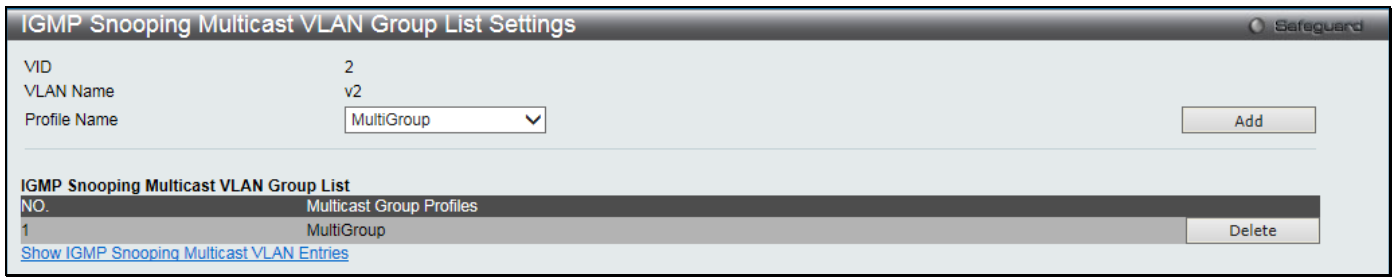 IGMP Snooping Multicast VLAN Group List Settings Safeguard
VID 2
VLAN Name v2
Profile Name MultiGroup Add
IGMP Snooping Multicast VLAN Group List
NO. Multicast Group Profiles
1 MultiGroup Delete
Show IGMP Snooping Multicast VLAN Entries